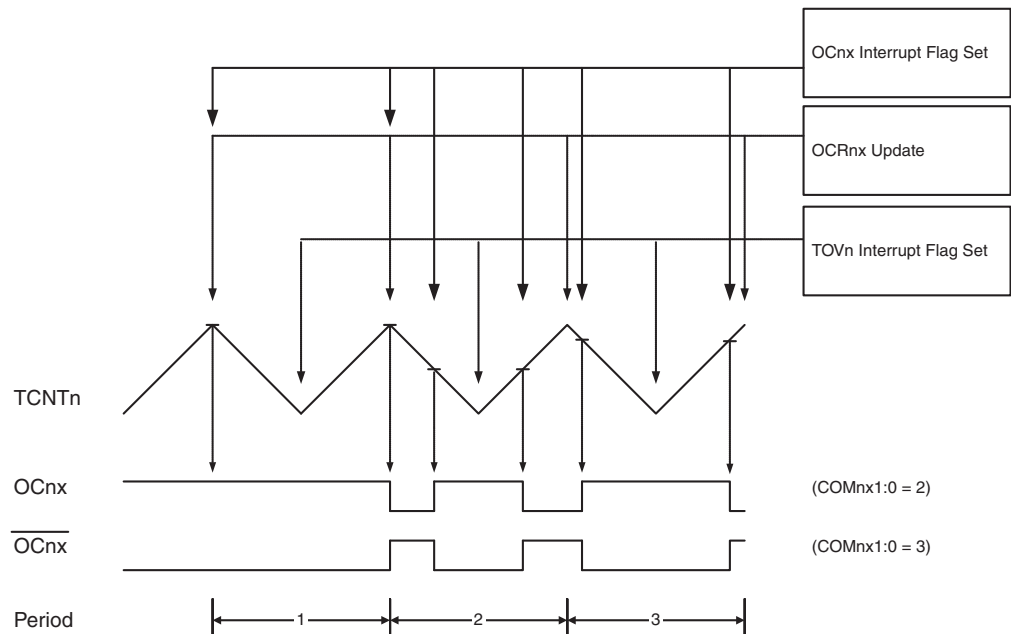 OCnx Interrupt Flag Set
OCRnx Update
TOVn Interrupt Flag Set
TCNTn
OCnx
(COMnx1:0 = 2)
OCnx
(COMnx1:0 = 3)
Period
1
2
3